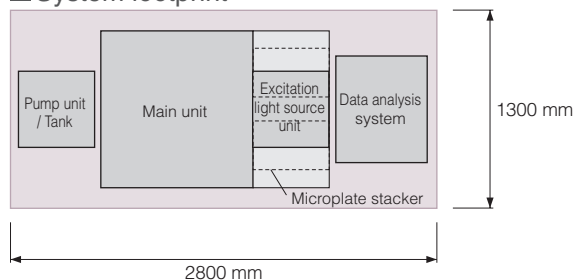 System footprint
Pump unit
/ Tank
Main unit
Excitation
light source
unit
Data analysis
system
Microplate stacker
1300 mm
2800 mm